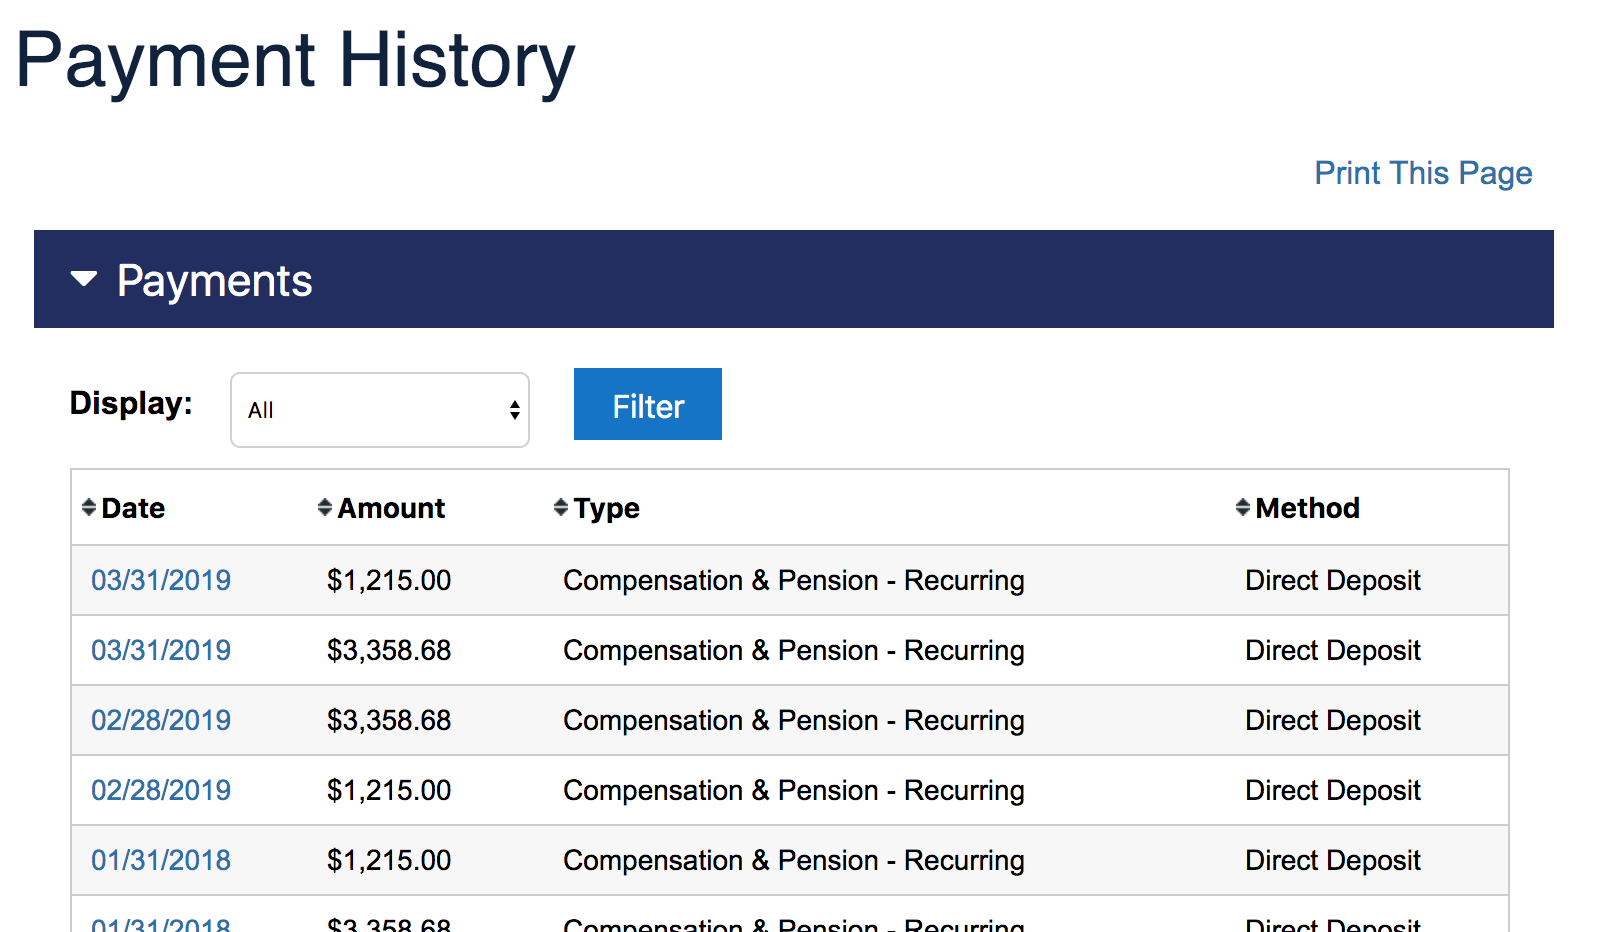 Payment History
Print This Page
Payments
Display: All Filter
Date Amount Type Method
03/31/2019 $1,215.00 Compensation & Pension - Recurring Direct Deposit
03/31/2019 $3,358.68 Compensation & Pension - Recurring Direct Deposit
02/28/2019 $3,358.68 Compensation & Pension - Recurring Direct Deposit
02/28/2019 $1,215.00 Compensation & Pension - Recurring Direct Deposit
01/31/2018 $1,215.00 Compensation & Pension - Recurring Direct Deposit
01/31/2018 $3,358.68 Compensation & Pension - Recurring Direct Deposit